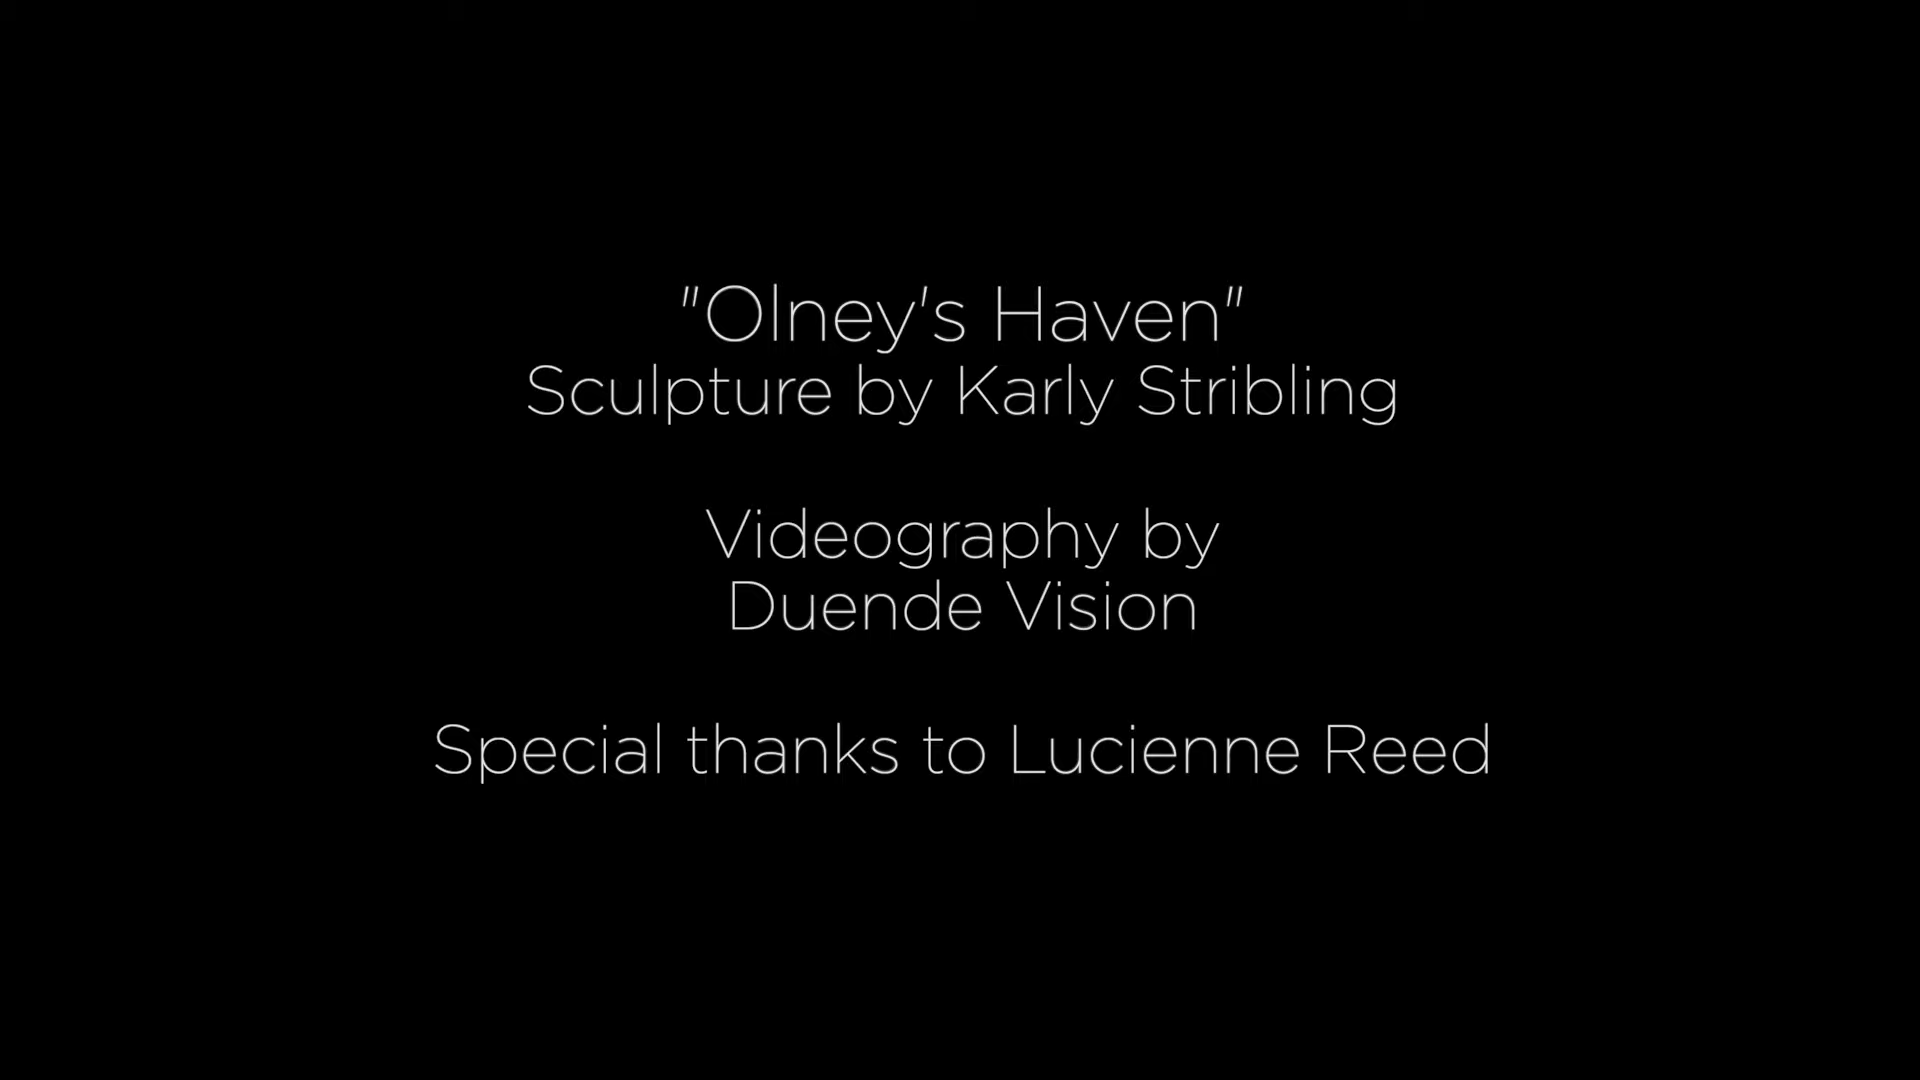 "Olney's Haven"
Sculpture by Karly Stribling
Videography by
Duende Vision
Special thanks to Lucienne Reed